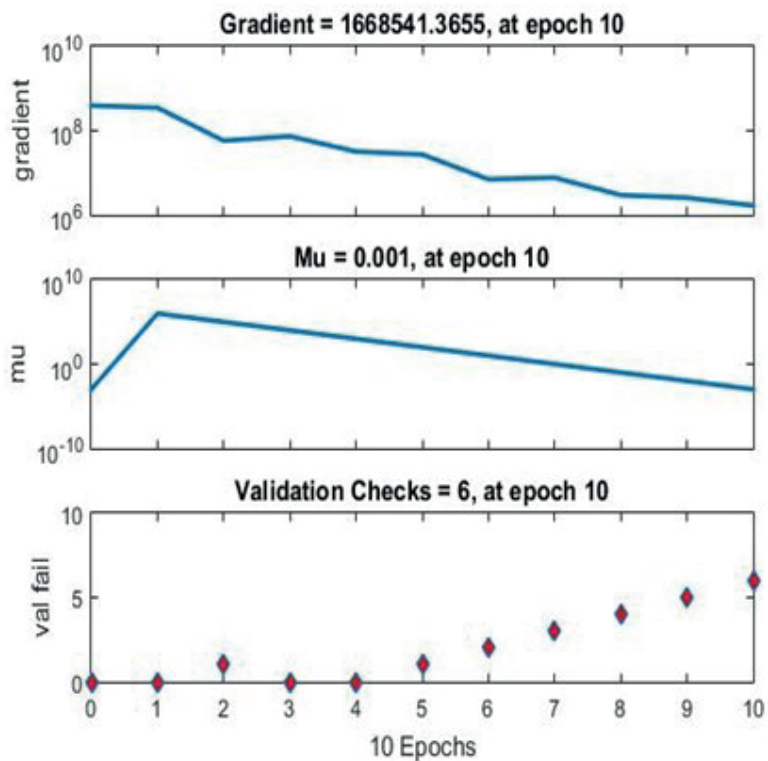 Gradient = 1668541.3655, at epoch 10
gradient
10^10
10^8
10^6
Mu = 0.001, at epoch 10
mu
10^10
10^0
10^-10
Validation Checks = 6, at epoch 10
val fail
10
5
0
0 1 2 3 4 5 6 7 8 9 10
10 Epochs